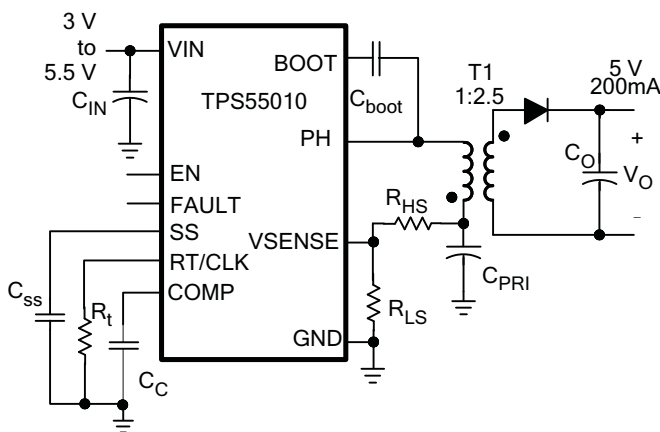 3 V
to
5.5 V
VIN
C_IN
TPS55010
BOOT
C_boot
PH
T1
1:2.5
5 V
200mA
C_O
+
V_O
-
EN
FAULT
SS
RT/CLK
COMP
VSENSE
GND
R_HS
R_LS
C_PRI
C_ss
R_t
C_C